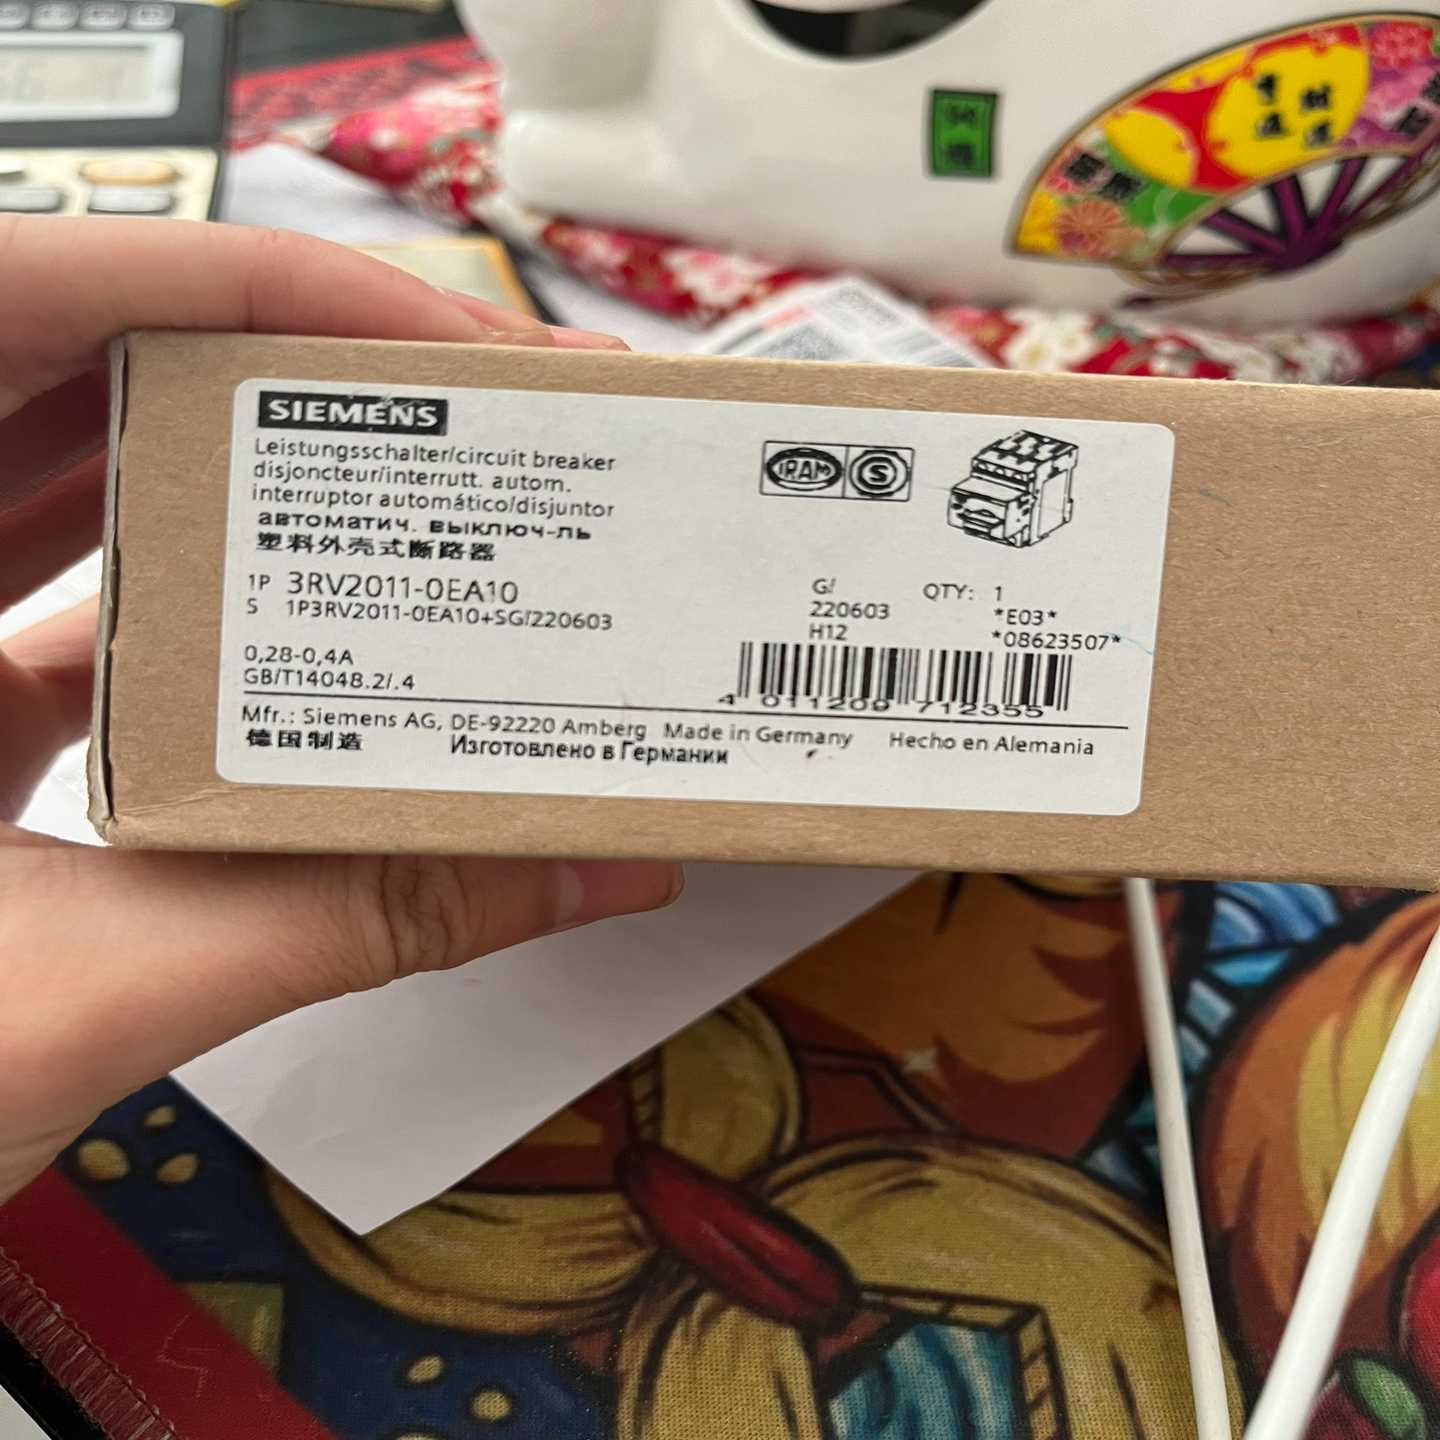 SIEMENS
Leistungsschalter/circuit breaker
disjoncteur/interrutt. autom.
interruptor automático/disjuntor
автоматич. выключ-ль
塑料外壳式断路器
IRAM S
1P 3RV2011-0EA10
S 1P3RV2011-0EA10+SG/220603
G/ QTY: 1
220603 *E03*
H12 *08623507*
0,28-0,4A
GB/T14048.2/.4
4 011209 712355
Mfr.: Siemens AG, DE-92220 Amberg Made in Germany Hecho en Alemania
德国制造 Изготовлено в Германии